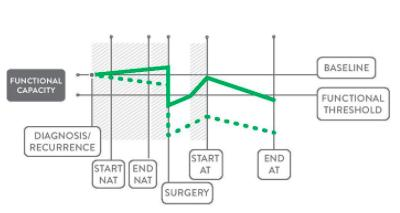 BASELINE
FUNCTIONAL
CAPACITY
FUNCTIONAL
THRESHOLD
DIAGNOSIS/
RECURRENCE
START
NAT
END
NAT
SURGERY
START
AT
END
AT